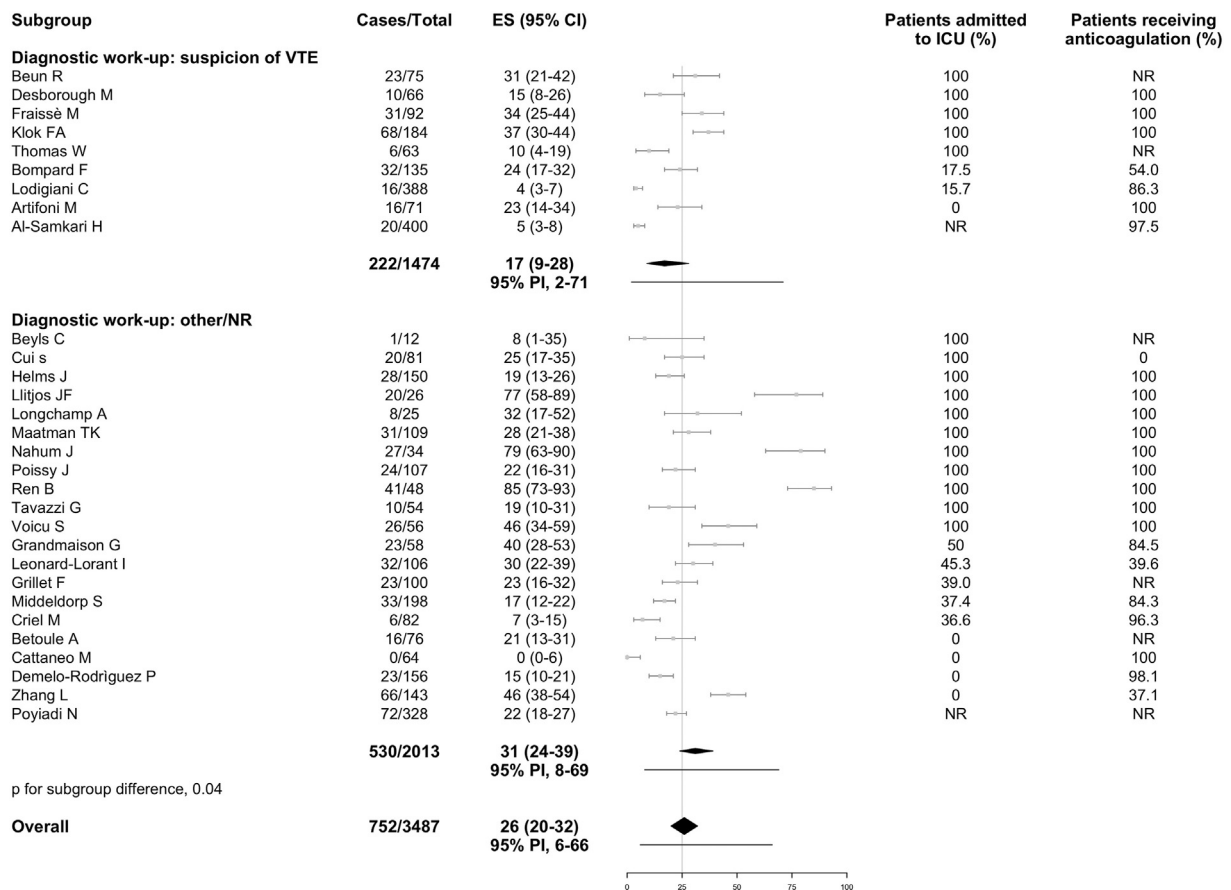 Subgroup Cases/Total ES (95% CI) Patients admitted to ICU (%) Patients receiving anticoagulation (%)
Diagnostic work-up: suspicion of VTE
Beun R 23/75 31 (21-42) 100 NR
Desborough M 10/66 15 (8-26) 100 100
Fraissè M 31/92 34 (25-44) 100 100
Klok FA 68/184 37 (30-44) 100 100
Thomas W 6/63 10 (4-19) 100 NR
Bompard F 32/135 24 (17-32) 17.5 54.0
Lodigiani C 16/388 4 (3-7) 15.7 86.3
Artifoni M 16/71 23 (14-34) 0 100
Al-Samkari H 20/400 5 (3-8) NR 97.5
222/1474 17 (9-28)
95% PI, 2-71
Diagnostic work-up: other/NR
Beyls C 1/12 8 (1-35) 100 NR
Cui s 20/81 25 (17-35) 100 0
Helms J 28/150 19 (13-26) 100 100
Llitjos JF 20/26 77 (58-89) 100 100
Longchamp A 8/25 32 (17-52) 100 100
Maatman TK 31/109 28 (21-38) 100 100
Nahum J 27/34 79 (63-90) 100 100
Poissy J 24/107 22 (16-31) 100 100
Ren B 41/48 85 (73-93) 100 100
Tavazzi G 10/54 19 (10-31) 100 100
Voicu S 26/56 46 (34-59) 100 100
Grandmaison G 23/58 40 (28-53) 50 84.5
Leonard-Lorant I 32/106 30 (22-39) 45.3 39.6
Grillet F 23/100 23 (16-32) 39.0 NR
Middeldorp S 33/198 17 (12-22) 37.4 84.3
Criel M 6/82 7 (3-15) 36.6 96.3
Betoule A 16/76 21 (13-31) 0 NR
Cattaneo M 0/64 0 (0-6) 0 100
Demelo-Rodrìguez P 23/156 15 (10-21) 0 98.1
Zhang L 66/143 46 (38-54) 0 37.1
Poyiadi N 72/328 22 (18-27) NR NR
530/2013 31 (24-39)
95% PI, 8-69
p for subgroup difference, 0.04
Overall 752/3487 26 (20-32)
95% PI, 6-66
0 25 50 75 100